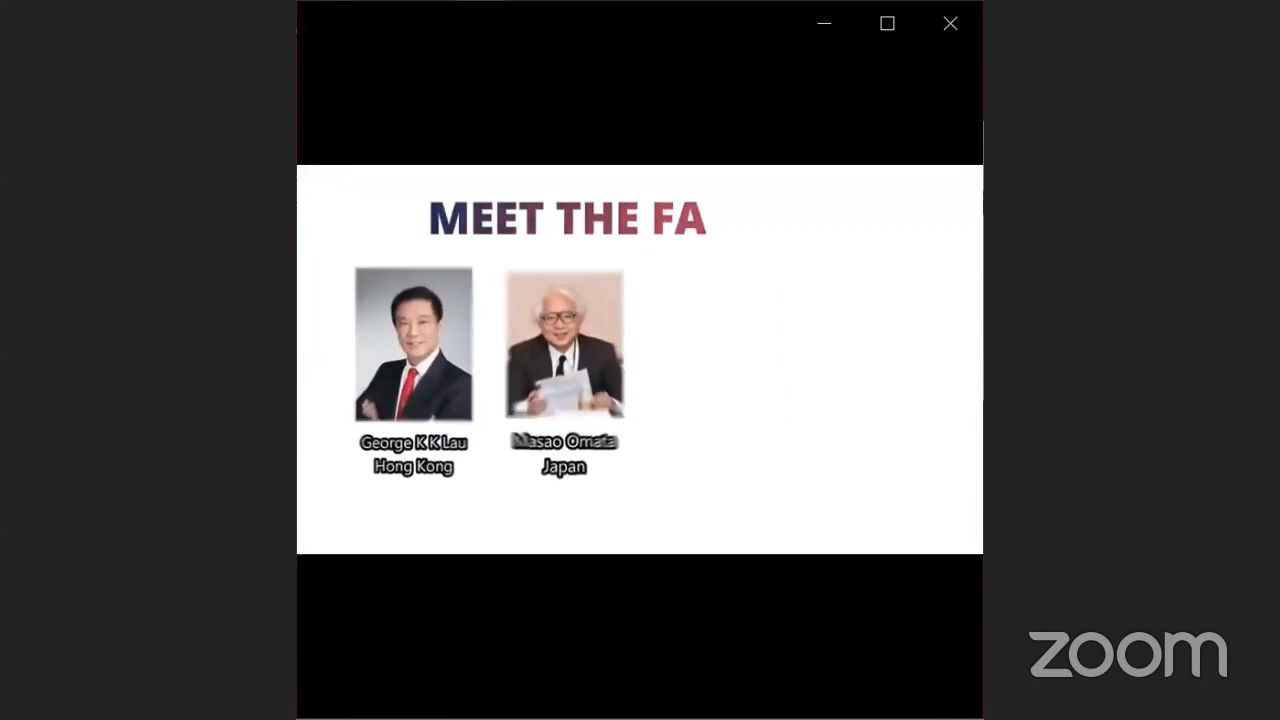 MEET THE FA
George K K Lau
Hong Kong
Masao Omata
Japan
zoom